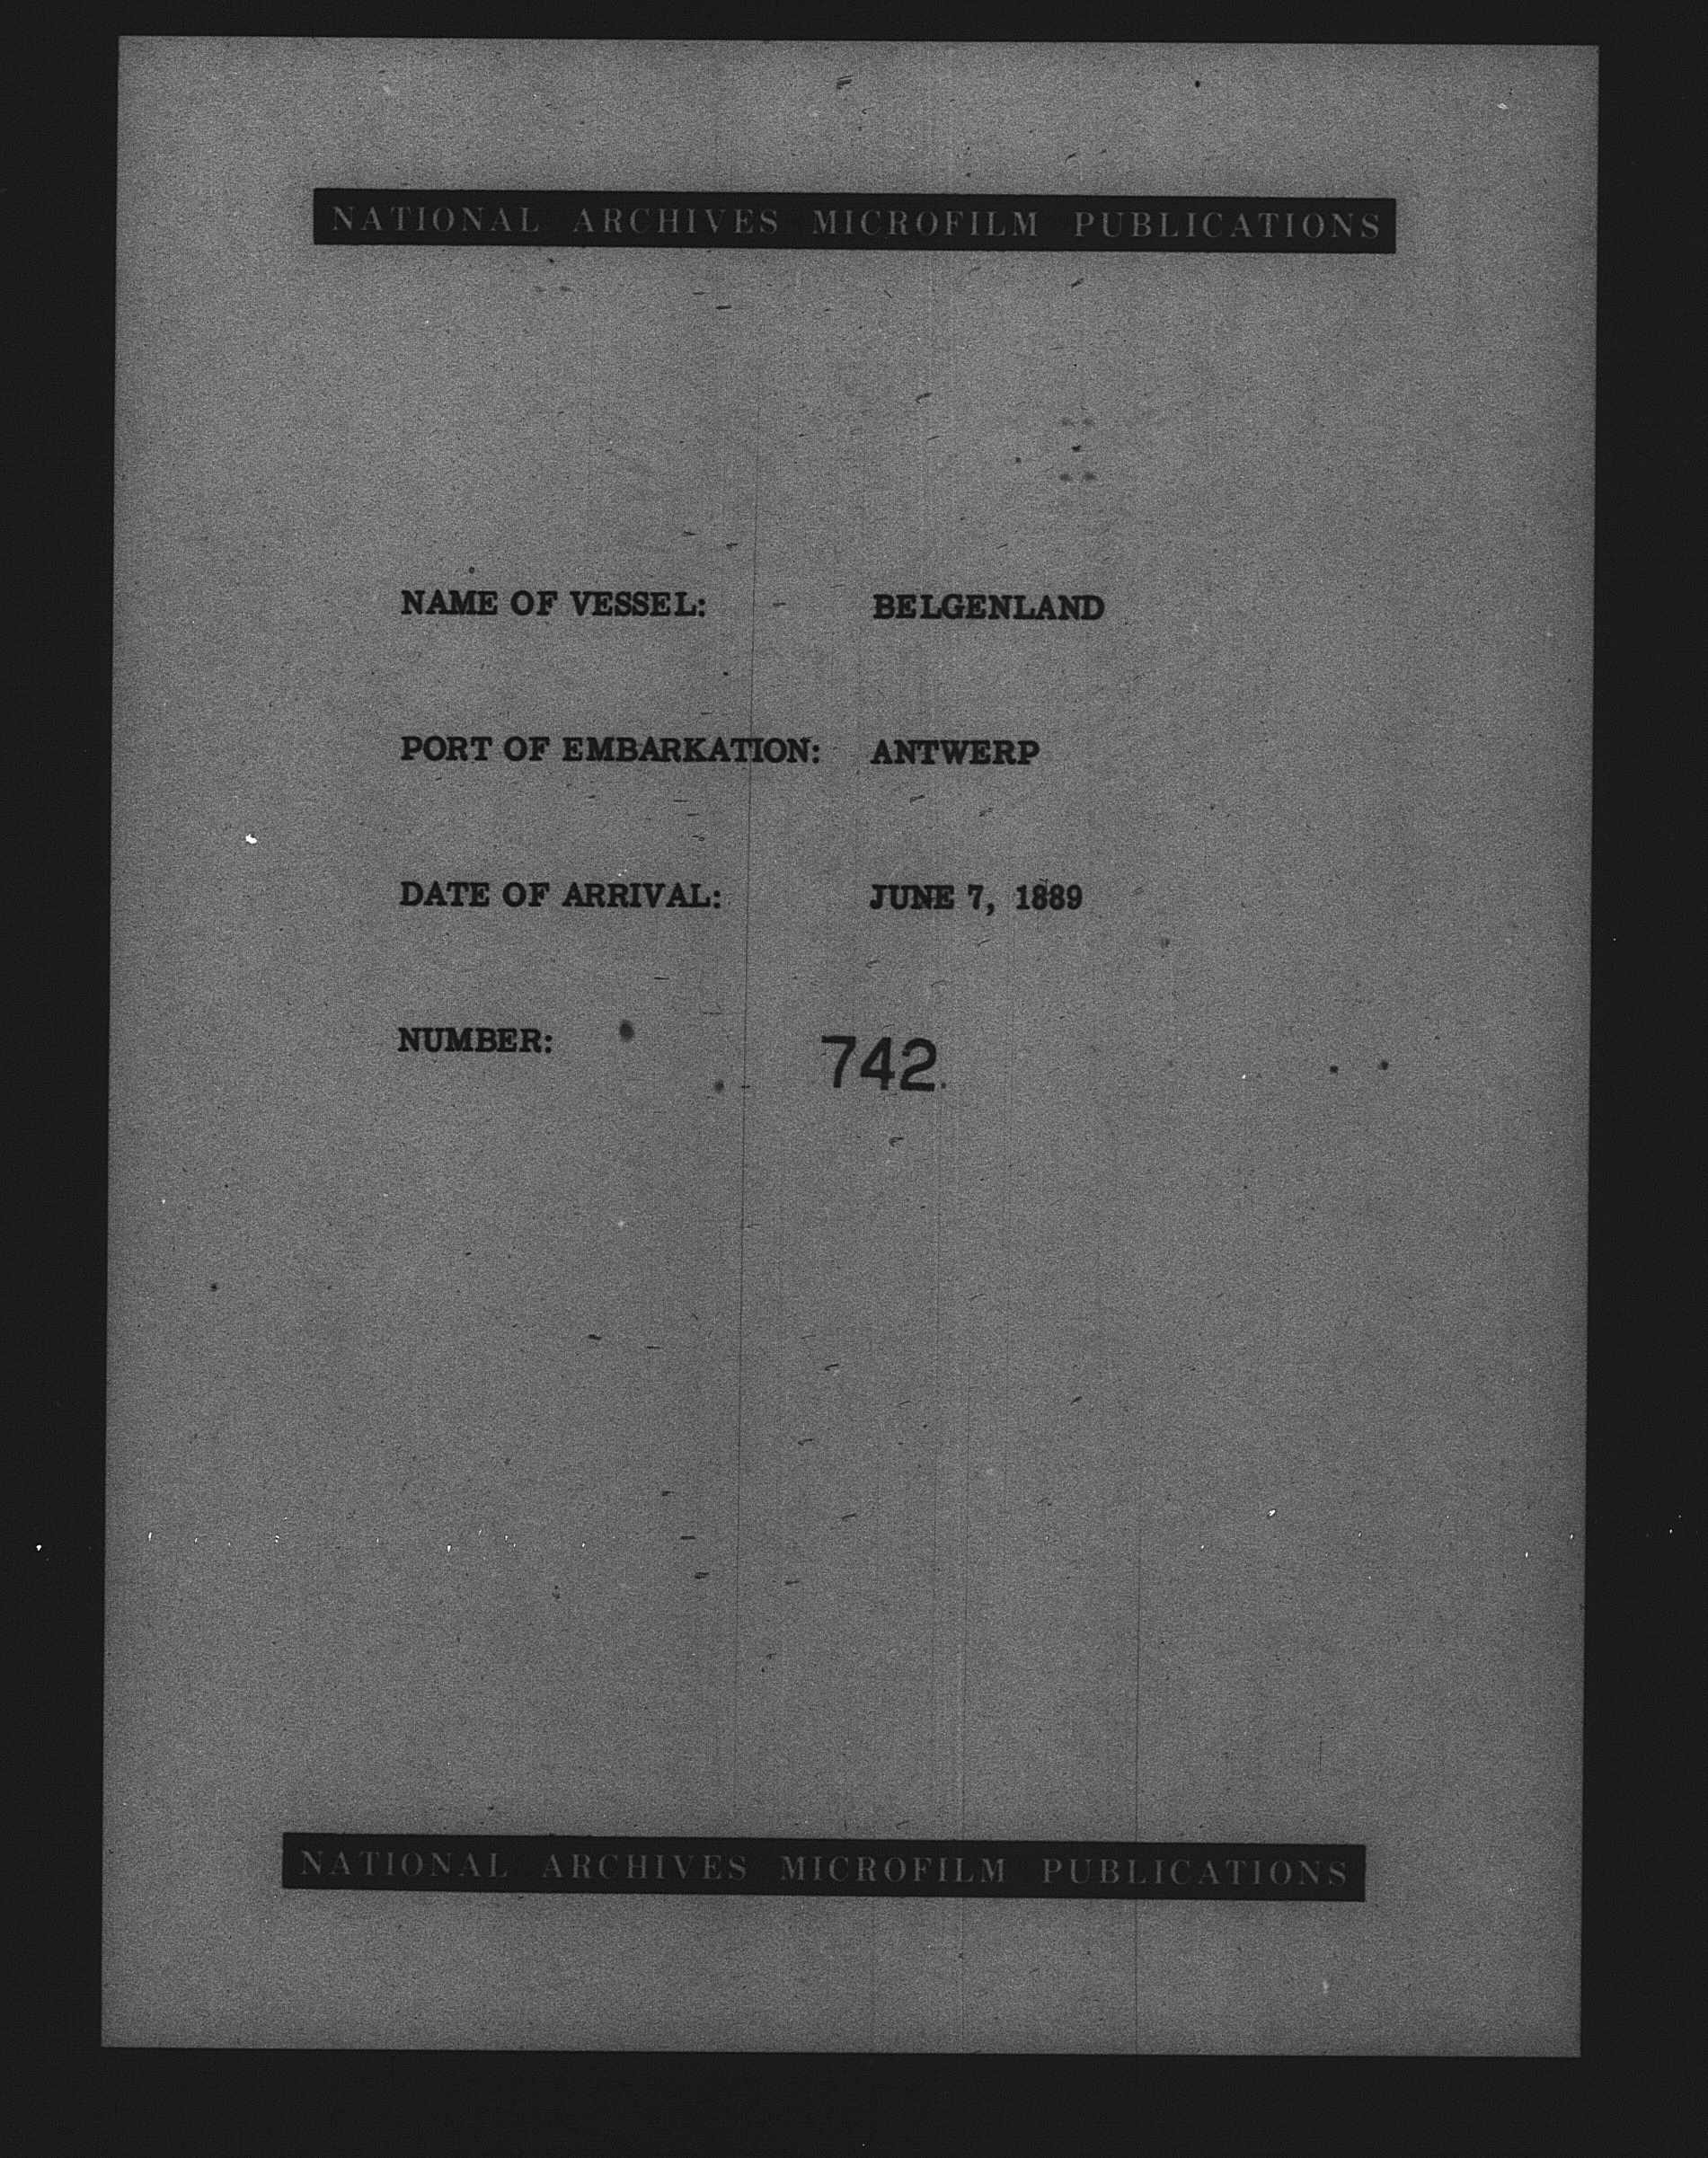 NATIONAL ARCHIVES MICROFILM PUBLICATIONS
NAME OF VESSEL: BELGENLAND
PORT OF EMBARKATION: ANTWERP
DATE OF ARRIVAL: JUNE 7, 1889
NUMBER: 742
NATIONAL ARCHIVES MICROFILM PUBLICATIONS